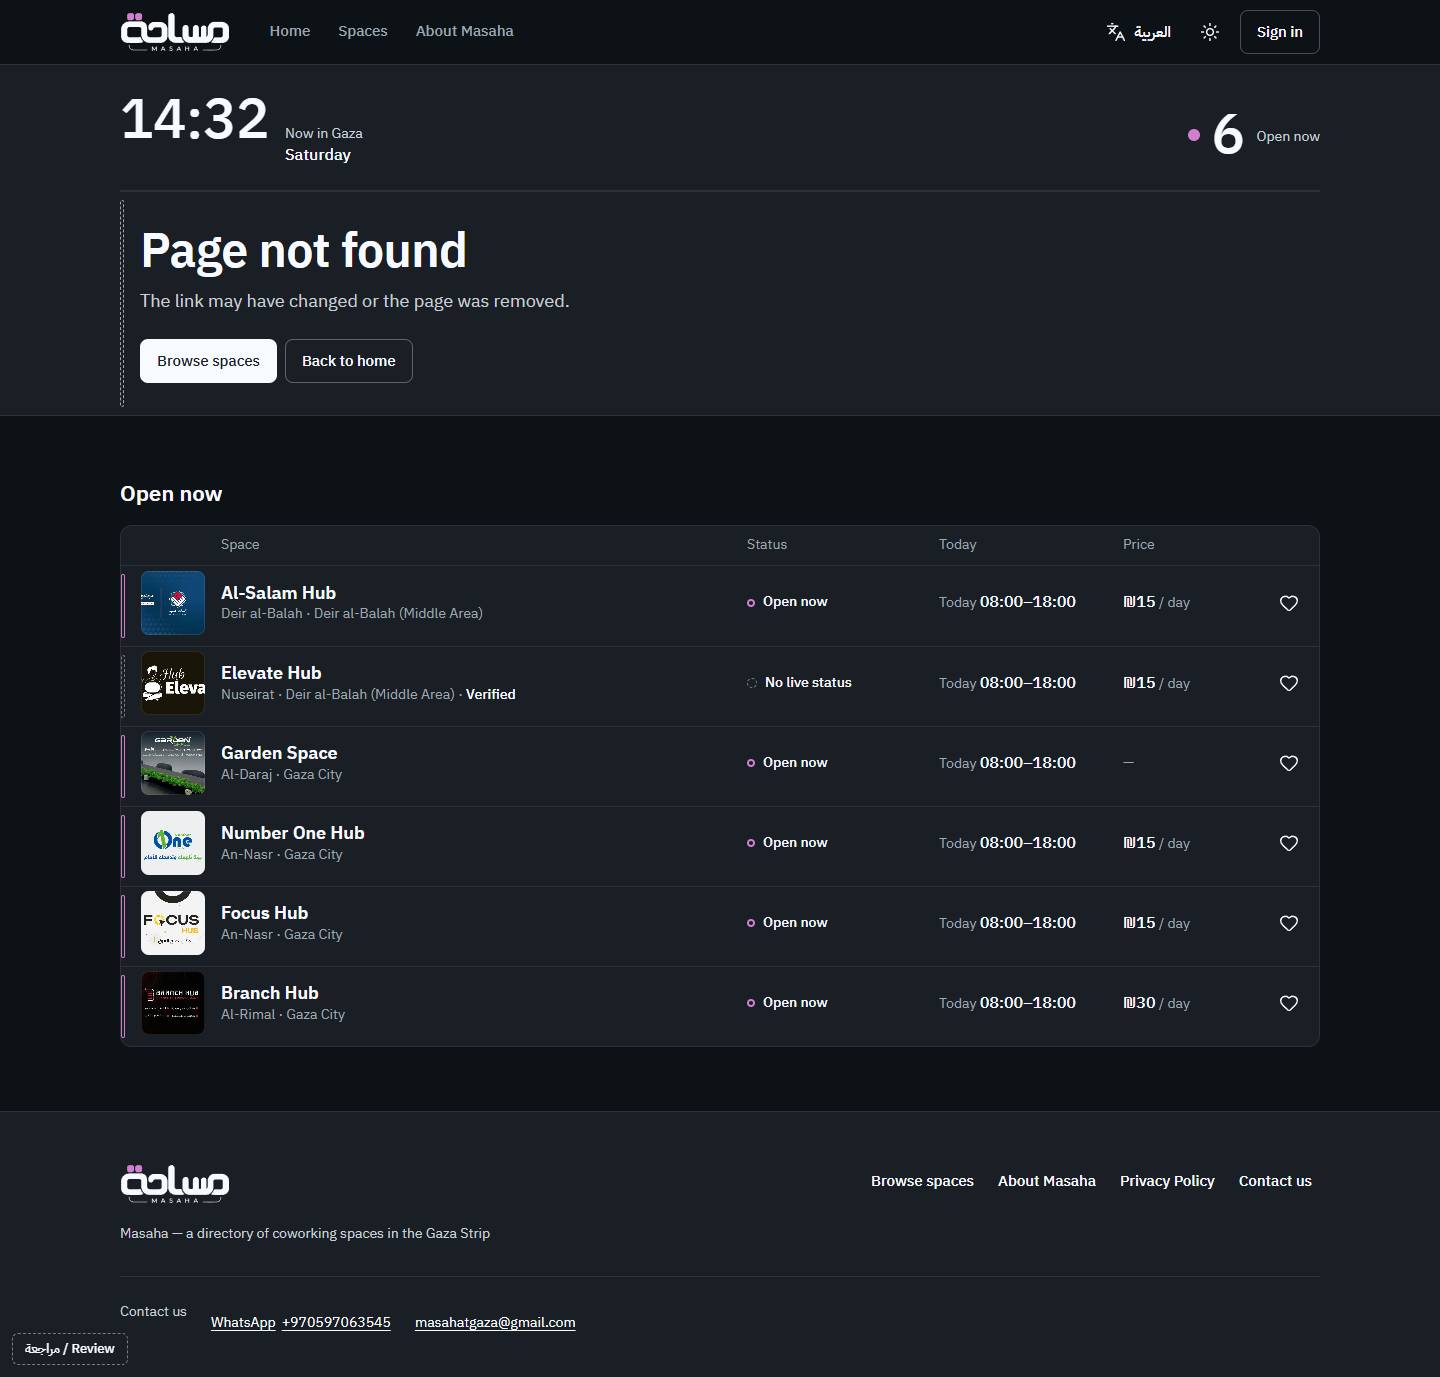 مساحة
MASAHA
Home
Spaces
About Masaha
العربية
Sign in
14:32
Now in Gaza
Saturday
6
Open now
Page not found
The link may have changed or the page was removed.
Browse spaces
Back to home
Open now
Space
Status
Today
Price
Al-Salam Hub
Deir al-Balah · Deir al-Balah (Middle Area)
Open now
Today 08:00–18:00
₪15 / day
Hub
Eleva
Elevate Hub
Nuseirat · Deir al-Balah (Middle Area) · Verified
No live status
Today 08:00–18:00
₪15 / day
GARDEN
Garden Space
Al-Daraj · Gaza City
Open now
Today 08:00–18:00
—
One
Number One Hub
An-Nasr · Gaza City
Open now
Today 08:00–18:00
₪15 / day
FOCUS
HUB
Focus Hub
An-Nasr · Gaza City
Open now
Today 08:00–18:00
₪15 / day
BRANCH HUB
Branch Hub
Al-Rimal · Gaza City
Open now
Today 08:00–18:00
₪30 / day
مساحة
MASAHA
Browse spaces
About Masaha
Privacy Policy
Contact us
Masaha — a directory of coworking spaces in the Gaza Strip
Contact us
WhatsApp +970597063545
masahatgaza@gmail.com
مراجعة / Review